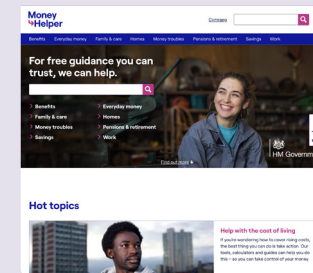 Money
Helper
Cymraeg
Benefits Everyday money Family & care Homes Money troubles Pensions & retirement Savings Work
For free guidance you can
trust, we can help.
Benefits
Everyday money
Family & care
Homes
Money troubles
Pensions & retirement
Savings
Work
HM Governm
Find out more
Hot topics
Help with the cost of living
If you're wondering how to cover rising costs,
the best thing you can do is take action. Our
tools, calculators and guides can help you do
this – so you can take control of your money